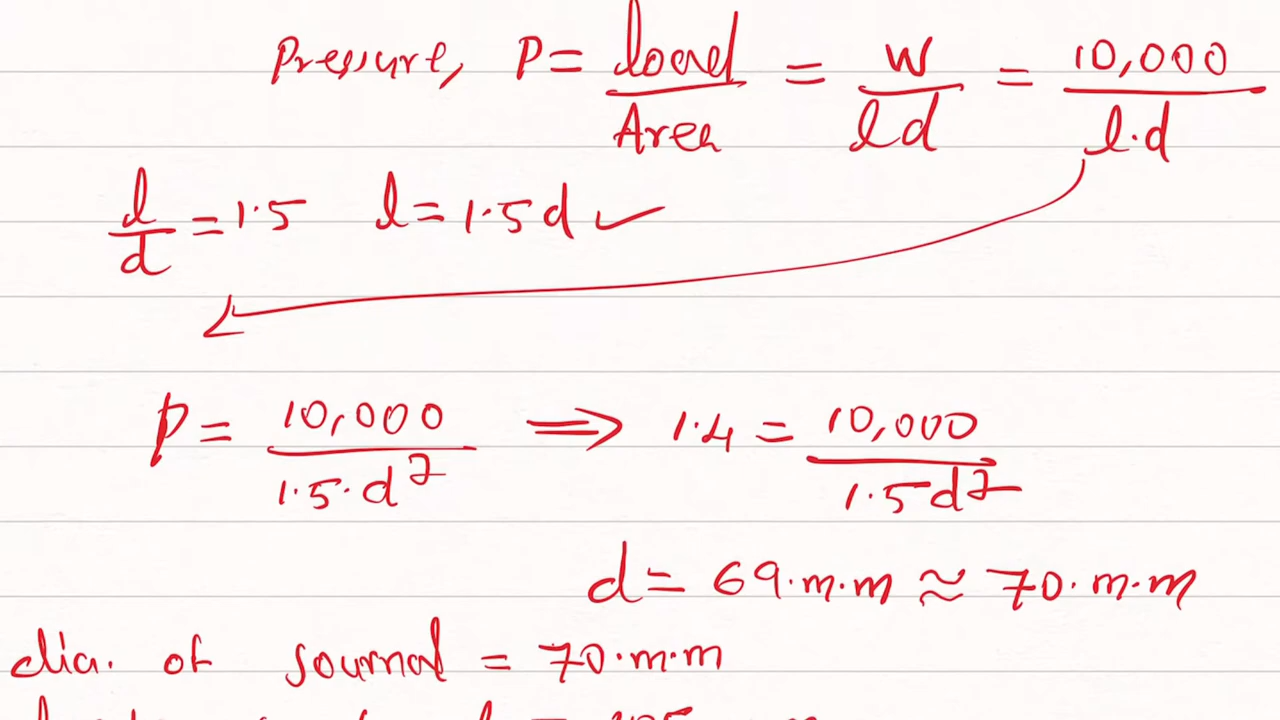 Pressure, P = load/Area = W/ld = 10,000/l·d
l/d = 1.5 l = 1.5d ✓
p = 10,000/1.5·d² ⟹ 1.4 = 10,000/1.5d²
d = 69·m·m ≈ 70·m·m
dia. of journal = 70·m·m